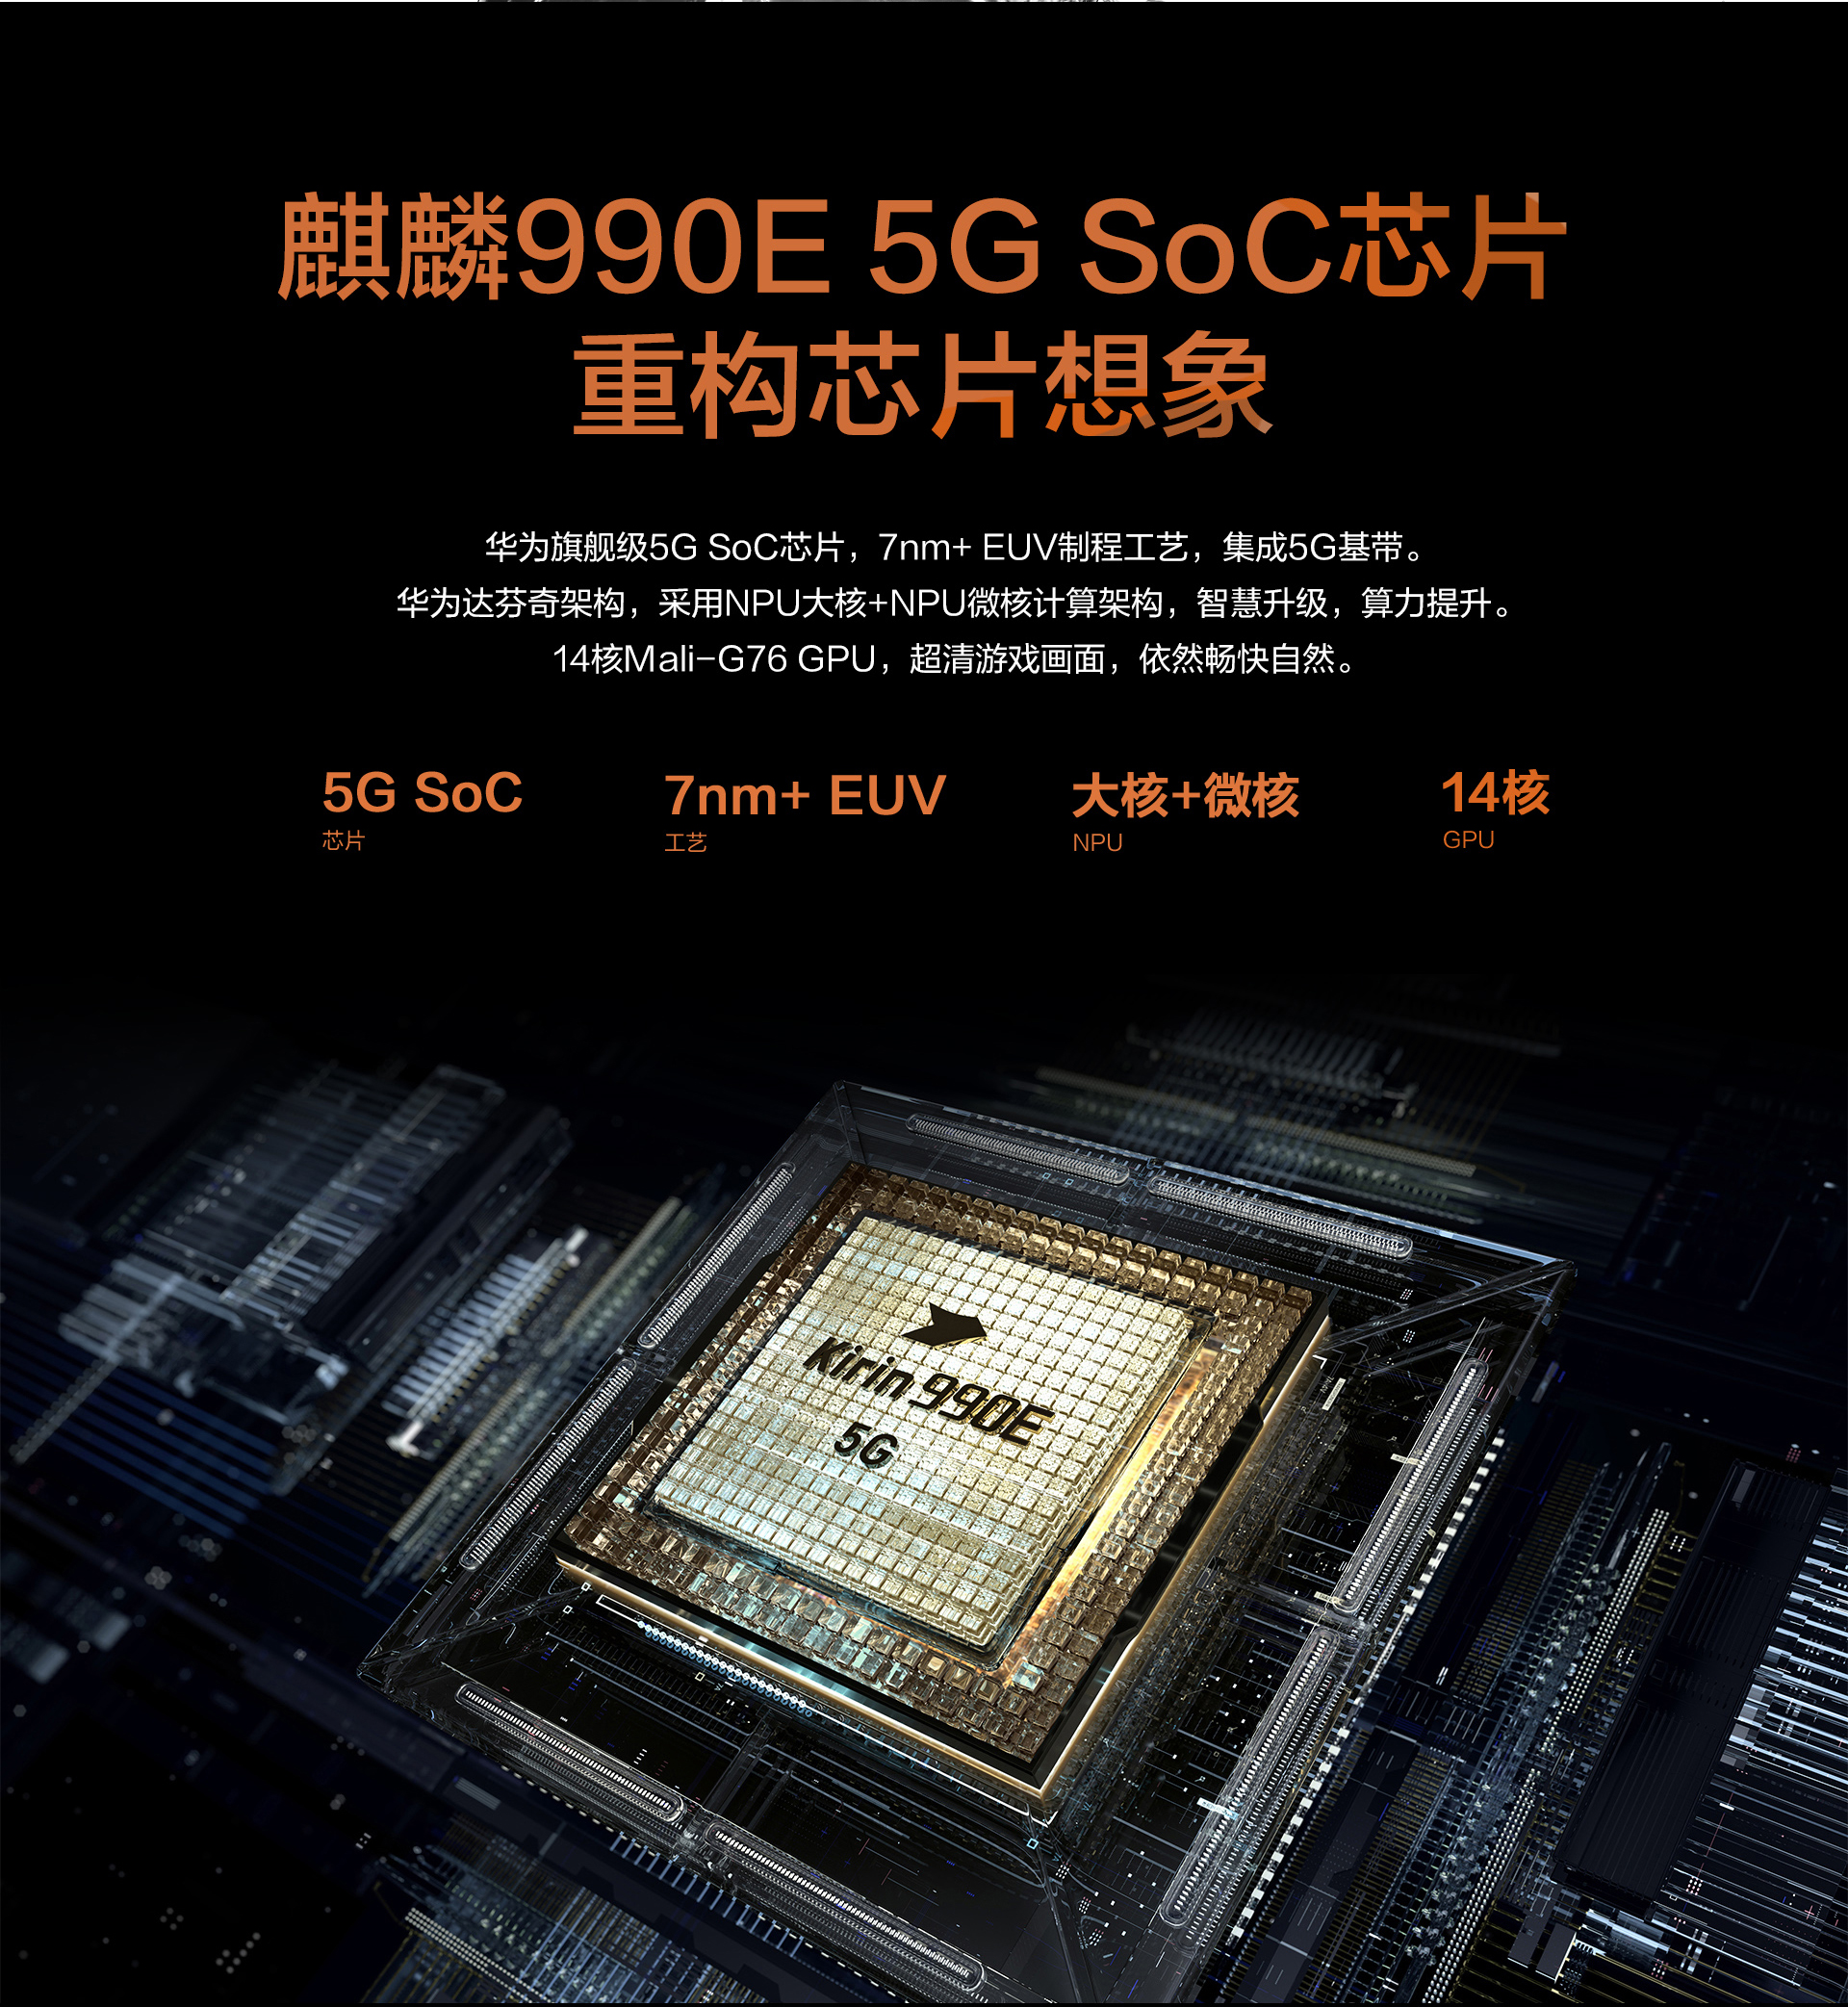 麒麟990E 5G SoC芯片
重构芯片想象
华为旗舰级5G SoC芯片，7nm+ EUV制程工艺，集成5G基带。
华为达芬奇架构，采用NPU大核+NPU微核计算架构，智慧升级，算力提升。
14核Mali-G76 GPU，超清游戏画面，依然畅快自然。
5G SoC
芯片
7nm+ EUV
工艺
大核+微核
NPU
14核
GPU
Kirin 990E
5G